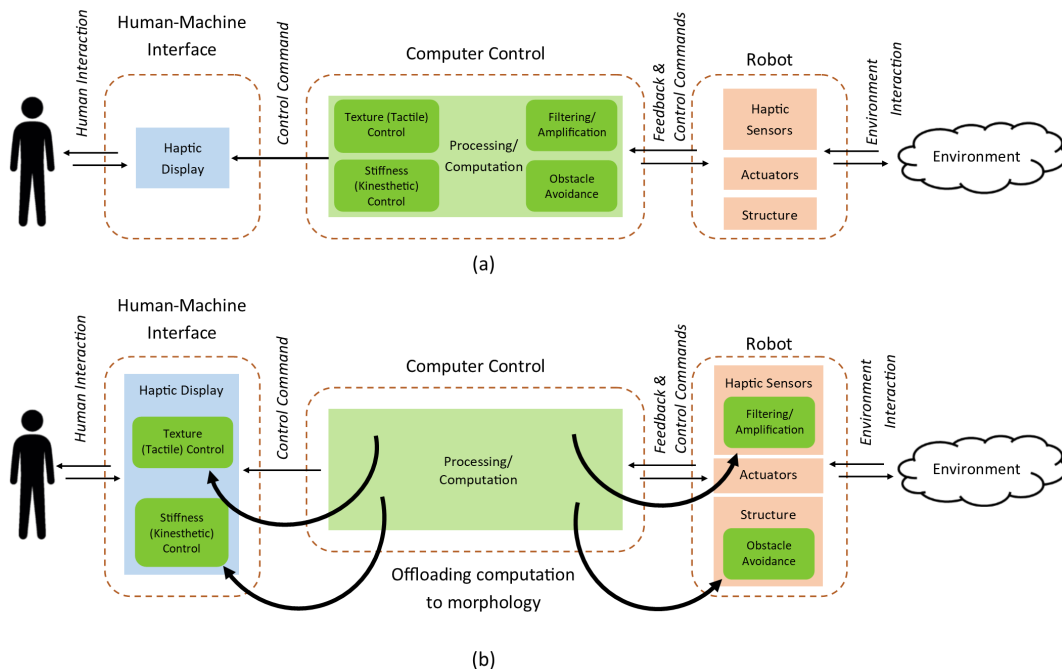 Human-Machine
Interface
Human Interaction
Control Command
Computer Control
Feedback &
Control Commands
Robot
Environment
Interaction
Haptic
Display
Texture (Tactile)
Control
Stiffness
(Kinesthetic)
Control
Processing/
Computation
Filtering/
Amplification
Obstacle
Avoidance
Haptic
Sensors
Actuators
Structure
Environment
(a)
Human-Machine
Interface
Human Interaction
Control Command
Computer Control
Feedback &
Control Commands
Robot
Environment
Interaction
Haptic Display
Texture
(Tactile) Control
Stiffness
(Kinesthetic)
Control
Processing/
Computation
Haptic Sensors
Filtering/
Amplification
Actuators
Structure
Obstacle
Avoidance
Environment
Offloading computation
to morphology
(b)